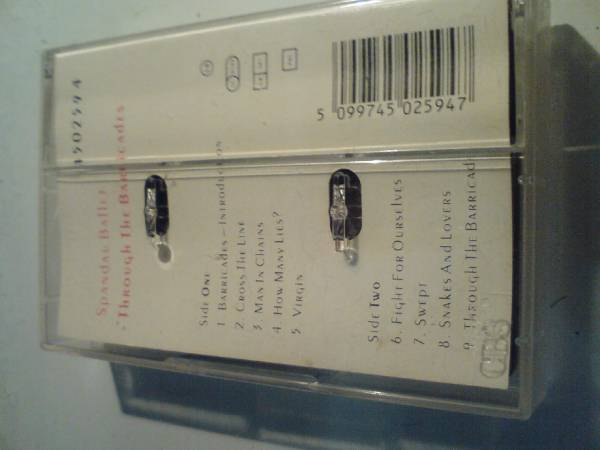 4502594
Spandau Ballet
Through The Barricades
Side One
1 Barricades – Introduction
2 Cross The Line
3 Man In Chains
4. How Many Lies?
5 Virgin
Side Two
6. Fight For Ourselves
7. Swept
8. Snakes And Lovers
9. Through The Barricad
5 099745 025947
CBS